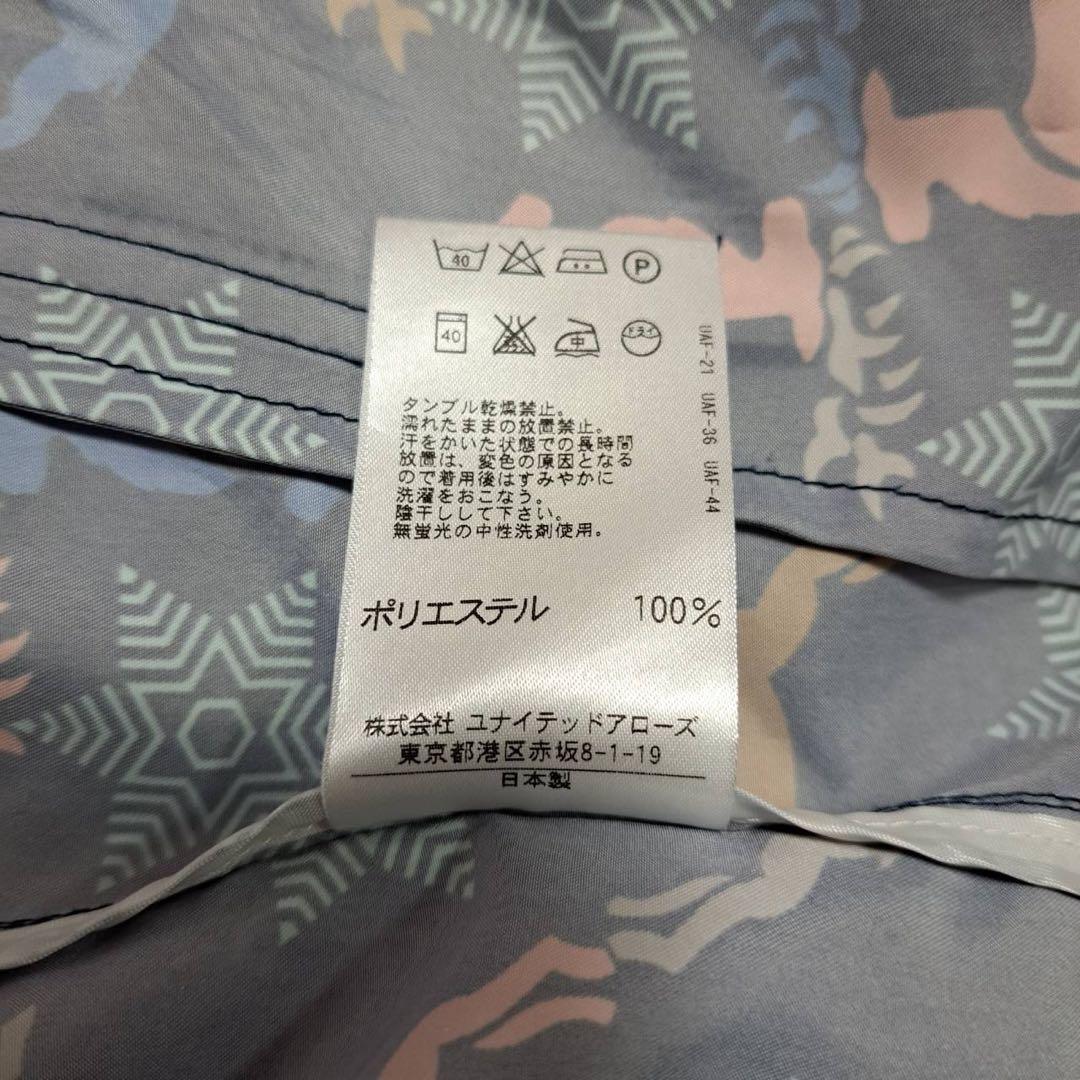 40
P
40
中
ドライ
タンブル乾燥禁止。
濡れたままの放置禁止。
汗をかいた状態での長時間
放置は、変色の原因となる
ので着用後はすみやかに
洗濯をおこなう。
陰干しして下さい。
無蛍光の中性洗剤使用。
UAF-21 UAF-36 UAF-44
ポリエステル 100%
株式会社 ユナイテッドアローズ
東京都港区赤坂8-1-19
日本製